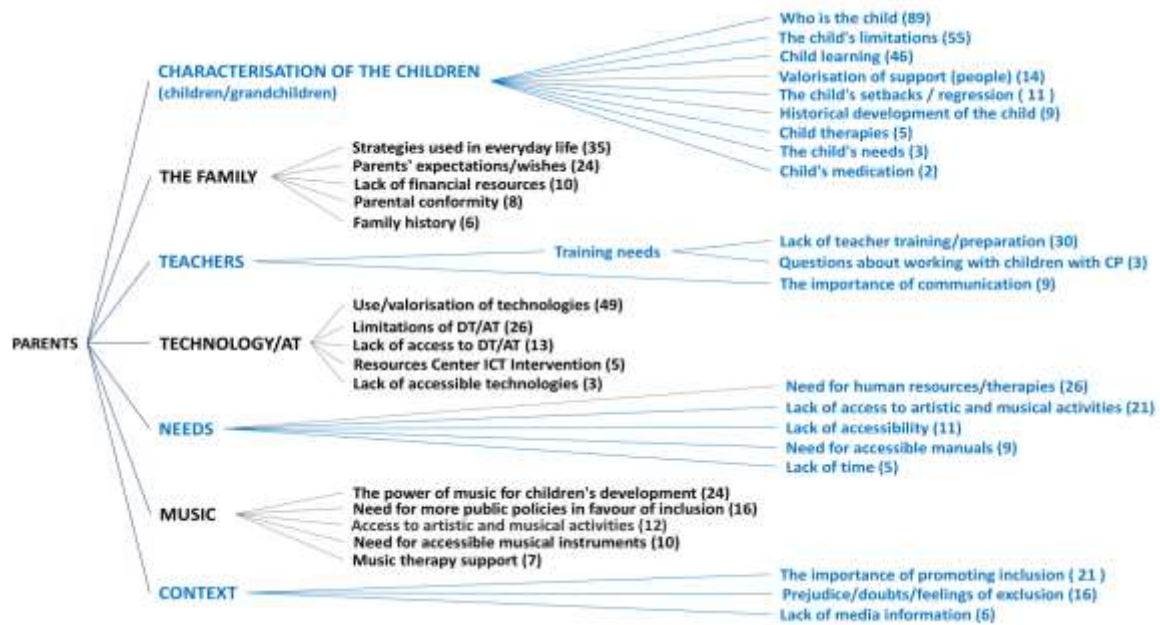 PARENTS
CHARACTERISATION OF THE CHILDREN
(children/grandchildren)
Who is the child (89)
The child's limitations (55)
Child learning (46)
Valorisation of support (people) (14)
The child's setbacks / regression ( 11 )
Historical development of the child (9)
Child therapies (5)
The child's needs (3)
Child's medication (2)
THE FAMILY
Strategies used in everyday life (35)
Parents' expectations/wishes (24)
Lack of financial resources (10)
Parental conformity (8)
Family history (6)
TEACHERS
Training needs
Lack of teacher training/preparation (30)
Questions about working with children with CP (3)
The importance of communication (9)
TECHNOLOGY/AT
Use/valorisation of technologies (49)
Limitations of DT/AT (26)
Lack of access to DT/AT (13)
Resources Center ICT Intervention (5)
Lack of accessible technologies (3)
NEEDS
Need for human resources/therapies (26)
Lack of access to artistic and musical activities (21)
Lack of accessibility (11)
Need for accessible manuals (9)
Lack of time (5)
MUSIC
The power of music for children's development (24)
Need for more public policies in favour of inclusion (16)
Access to artistic and musical activities (12)
Need for accessible musical instruments (10)
Music therapy support (7)
CONTEXT
The importance of promoting inclusion ( 21 )
Prejudice/doubts/feelings of exclusion (16)
Lack of media information (6)